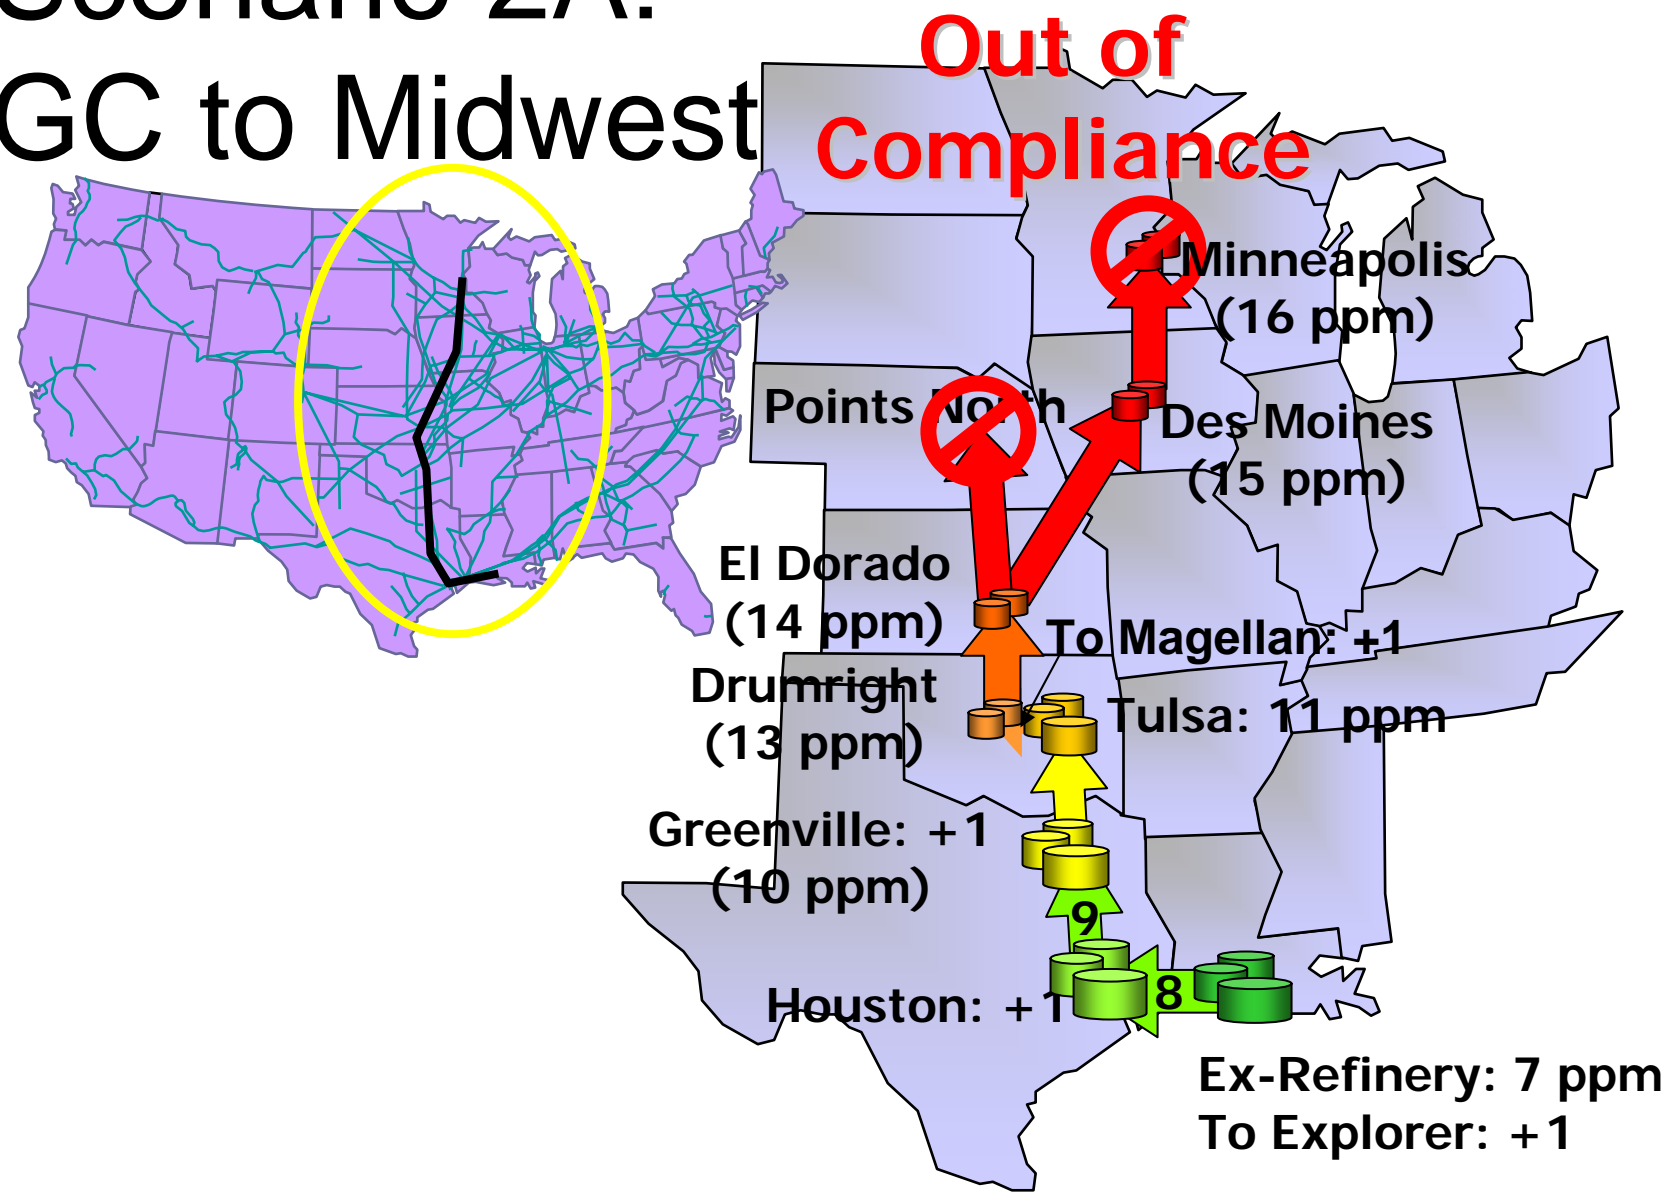 Scenario 2A:
GC to Midwest
Out of
Compliance
Minneapolis
(16 ppm)
Points North
Des Moines
(15 ppm)
El Dorado
(14 ppm)
To Magellan: +1
Drumright
(13 ppm)
Tulsa: 11 ppm
Greenville: +1
(10 ppm)
9
Houston: +1
8
Ex-Refinery: 7 ppm
To Explorer: +1